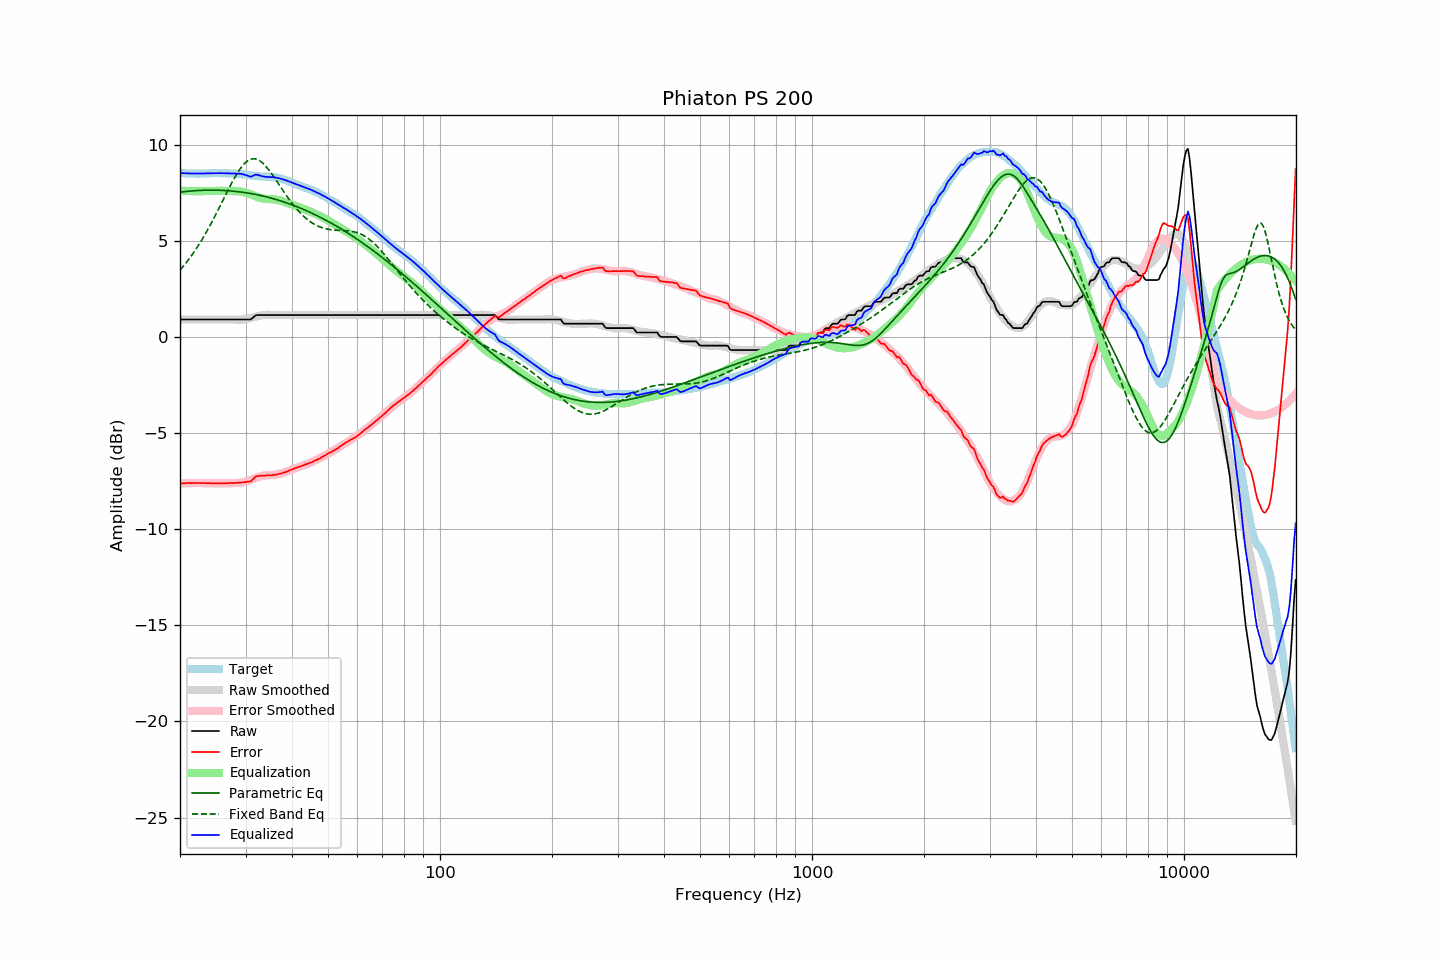 Phiaton PS 200
Amplitude (dBr)
10
5
0
−5
−10
−15
−20
−25
Target
Raw Smoothed
Error Smoothed
Raw
Error
Equalization
Parametric Eq
Fixed Band Eq
Equalized
100
1000
10000
Frequency (Hz)